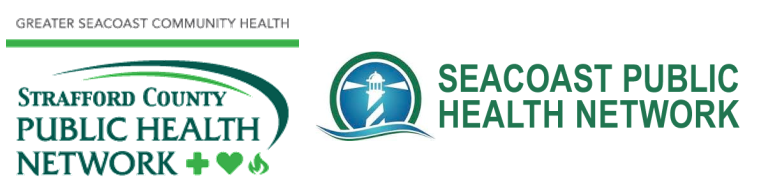 GREATER SEACOAST COMMUNITY HEALTH
STRAFFORD COUNTY
PUBLIC HEALTH
NETWORK
SEACOAST PUBLIC
HEALTH NETWORK